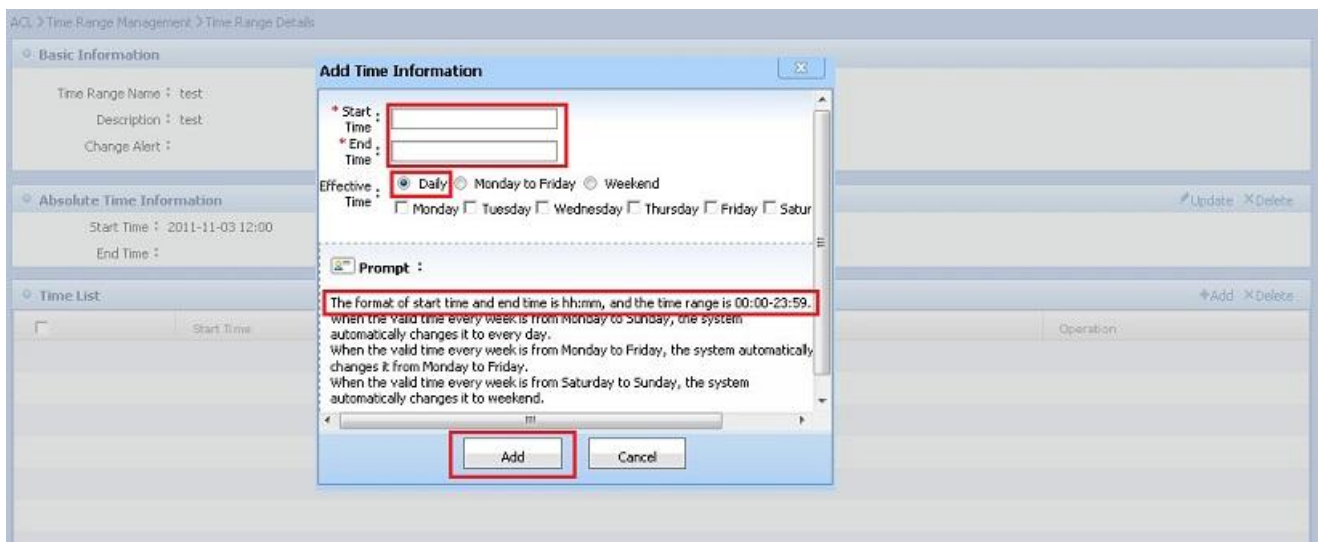 ACL > Time Range Management > Time Range Details
Basic Information
Time Range Name : test
Description : test
Change Alert :
Absolute Time Information
Update Delete
Start Time : 2011-11-03 12:00
End Time :
Time List
Add Delete
Start Time
Operation
Add Time Information
* Start Time :
* End Time :
Effective Time : Daily Monday to Friday Weekend
Monday Tuesday Wednesday Thursday Friday Satur
Prompt :
The format of start time and end time is hh:mm, and the time range is 00:00-23:59.
When the valid time every week is from Monday to Sunday, the system
automatically changes it to every day.
When the valid time every week is from Monday to Friday, the system automatically
changes it from Monday to Friday.
When the valid time every week is from Saturday to Sunday, the system
automatically changes it to weekend.
Add
Cancel